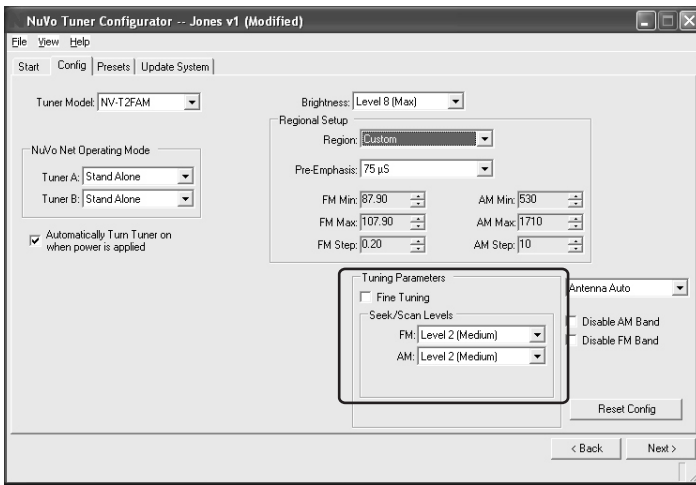 NuVo Tuner Configurator -- Jones v1 (Modified)
File View Help
Start Config Presets Update System
Tuner Model: NV-T2FAM
Brightness: Level 8 (Max)
Regional Setup
Region: Custom
Pre-Emphasis: 75 µS
NuVo Net Operating Mode
Tuner A: Stand Alone
Tuner B: Stand Alone
FM Min: 87.90 AM Min: 530
FM Max: 107.90 AM Max: 1710
FM Step: 0.20 AM Step: 10
Automatically Turn Tuner on
when power is applied
Tuning Parameters
Fine Tuning
Seek/Scan Levels
FM: Level 2 (Medium)
AM: Level 2 (Medium)
Antenna Auto
Disable AM Band
Disable FM Band
Reset Config
< Back Next >